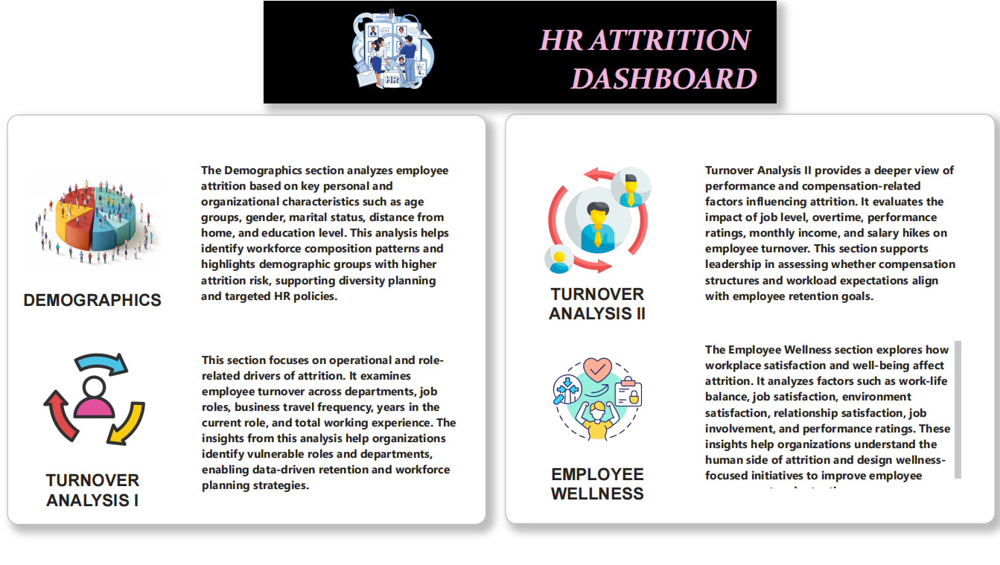 HR ATTRITION
DASHBOARD
HR
The Demographics section analyzes employee
attrition based on key personal and
organizational characteristics such as age
groups, gender, marital status, distance from
home, and education level. This analysis helps
identify workforce composition patterns and
highlights demographic groups with higher
attrition risk, supporting diversity planning
and targeted HR policies.
DEMOGRAPHICS
This section focuses on operational and role-
related drivers of attrition. It examines
employee turnover across departments, job
roles, business travel frequency, years in the
current role, and total working experience. The
insights from this analysis help organizations
identify vulnerable roles and departments,
enabling data-driven retention and workforce
planning strategies.
TURNOVER
ANALYSIS I
Turnover Analysis II provides a deeper view of
performance and compensation-related
factors influencing attrition. It evaluates the
impact of job level, overtime, performance
ratings, monthly income, and salary hikes on
employee turnover. This section supports
leadership in assessing whether compensation
structures and workload expectations align
with employee retention goals.
TURNOVER
ANALYSIS II
The Employee Wellness section explores how
workplace satisfaction and well-being affect
attrition. It analyzes factors such as work-life
balance, job satisfaction, environment
satisfaction, relationship satisfaction, job
involvement, and performance ratings. These
insights help organizations understand the
human side of attrition and design wellness-
focused initiatives to improve employee
EMPLOYEE
WELLNESS